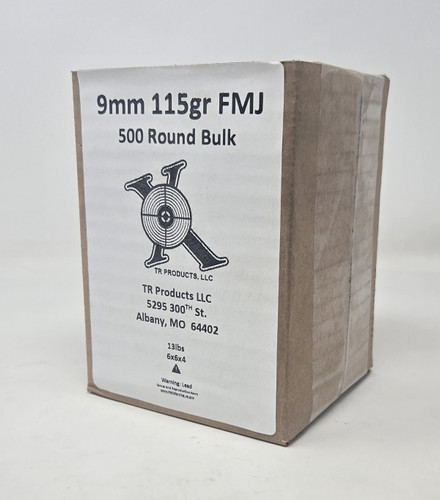 9mm 115gr FMJ
500 Round Bulk
TR PRODUCTS, LLC
TR Products LLC
5295 300TH St.
Albany, MO 64402
13lbs
6x6x4
Warning: Lead